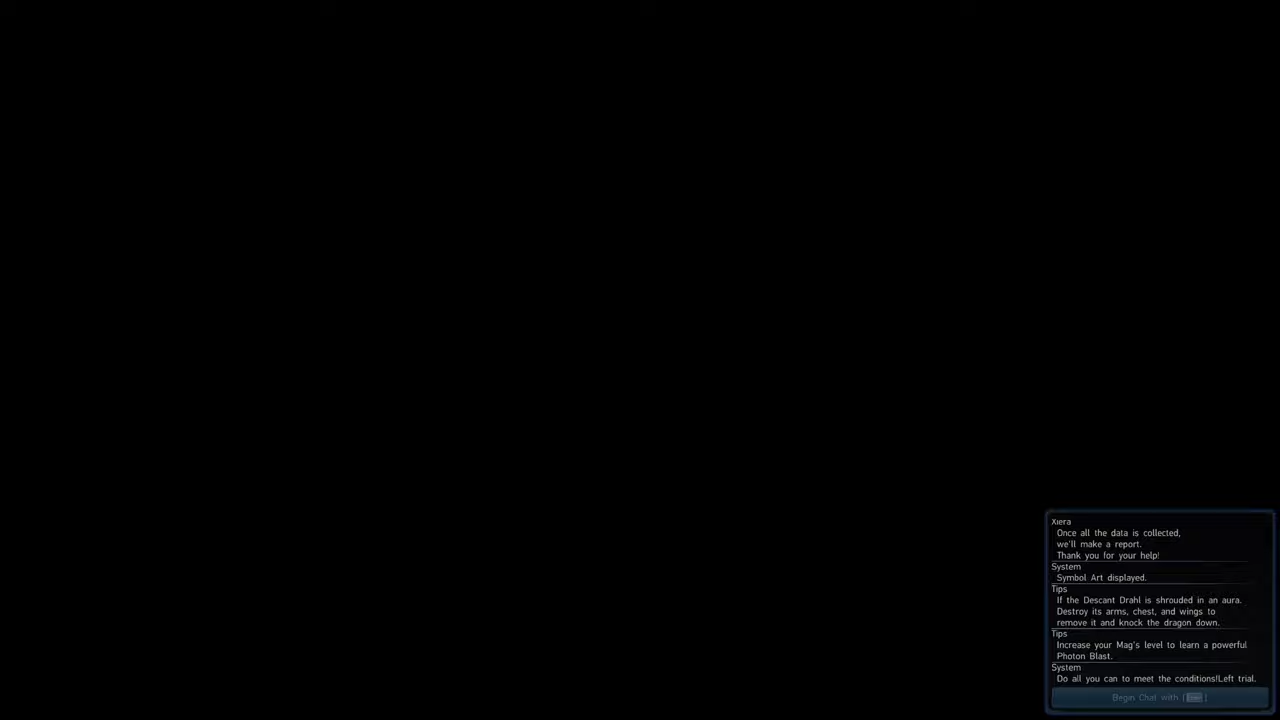 Xiera
Once all the data is collected,
we'll make a report.
Thank you for your help!
System
Symbol Art displayed.
Tips
If the Descant Drahl is shrouded in an aura.
Destroy its arms, chest, and wings to
remove it and knock the dragon down.
Tips
Increase your Mag's level to learn a powerful
Photon Blast.
System
Do all you can to meet the conditions!Left trial.
Begin Chat with [Enter]